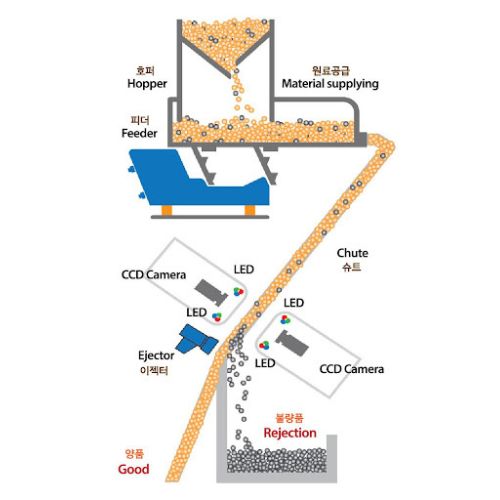 호퍼
Hopper
원료공급
Material supplying
피더
Feeder
Chute
슈트
CCD Camera
LED
LED
LED
LED
CCD Camera
Ejector
이젝터
불량품
Rejection
양품
Good